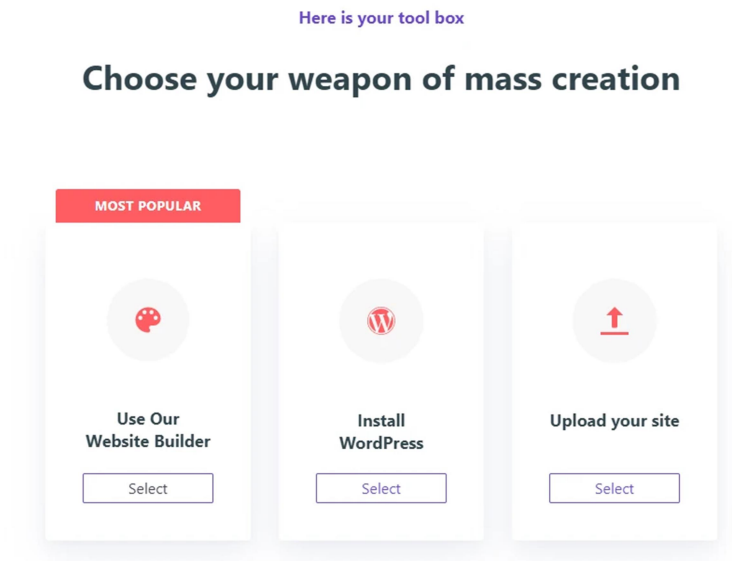 Here is your tool box
Choose your weapon of mass creation
MOST POPULAR
Use Our
Website Builder
Select
Install
WordPress
Select
Upload your site
Select